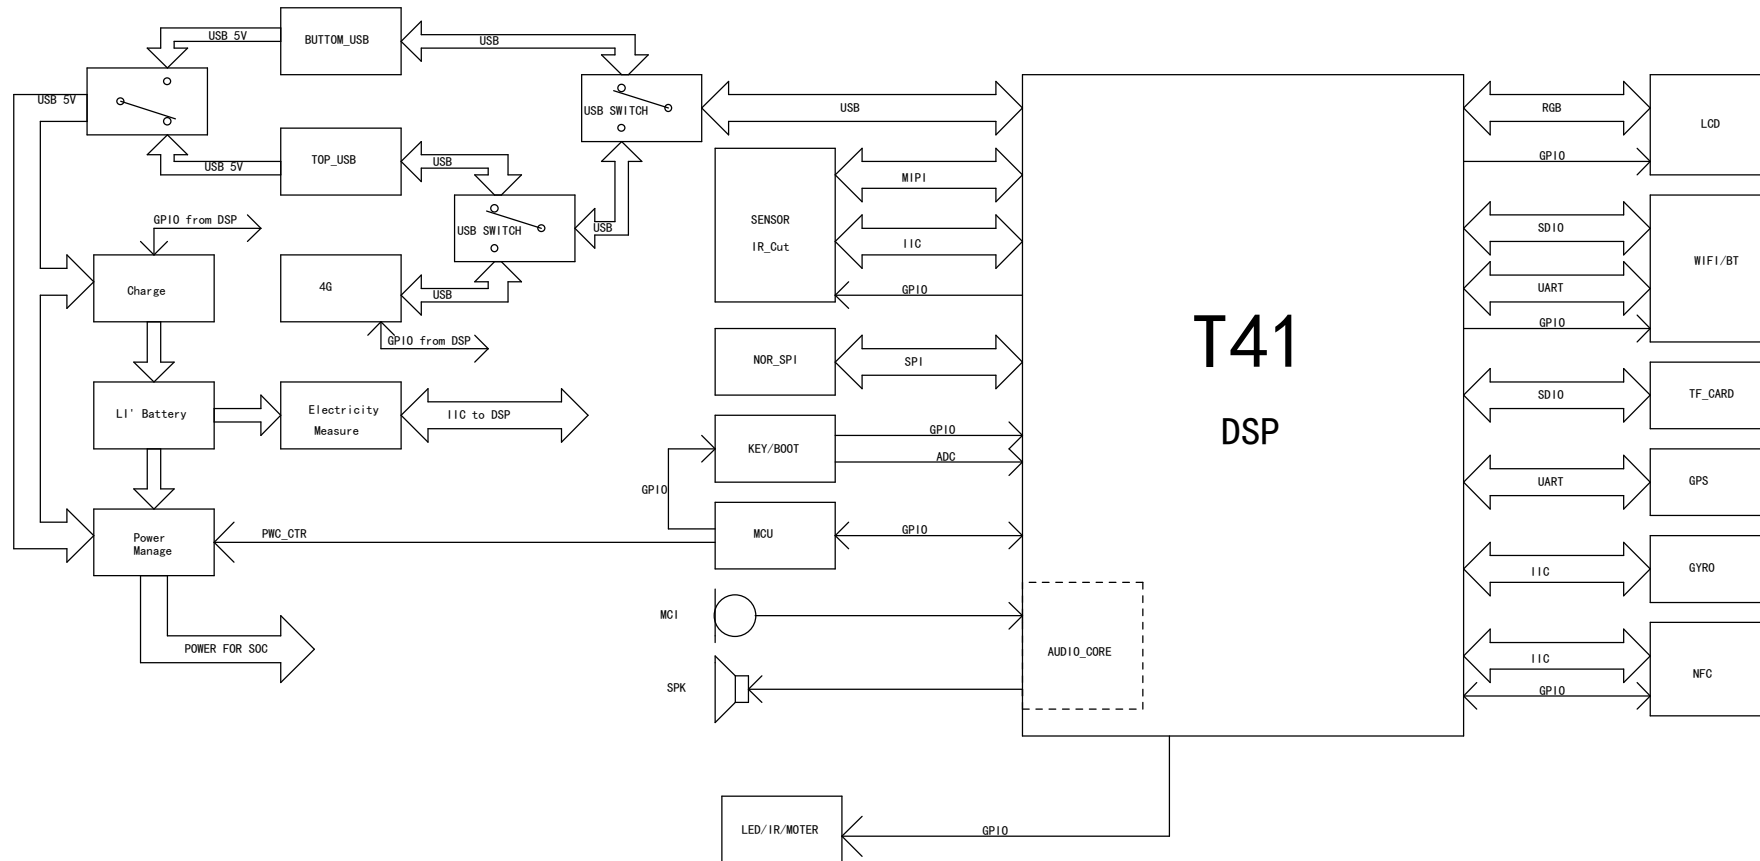 USB 5V
BUTTOM_USB
USB
USB 5V
USB SWITCH
USB
RGB
LCD
GPIO
TOP_USB
USB 5V
USB
MIPI
SENSOR
IR_Cut
IIC
GPIO
GPIO from DSP
USB SWITCH
USB
SDIO
WIFI/BT
UART
GPIO
Charge
4G
USB
GPIO from DSP
T41
DSP
NOR_SPI
SPI
SDIO
TF_CARD
LI' Battery
Electricity
Measure
IIC to DSP
KEY/BOOT
GPIO
ADC
GPIO
UART
GPS
Power
Manage
PWC_CTR
MCU
GPIO
IIC
GYRO
MCI
AUDIO_CORE
POWER FOR SOC
SPK
IIC
NFC
GPIO
LED/IR/MOTER
GPIO